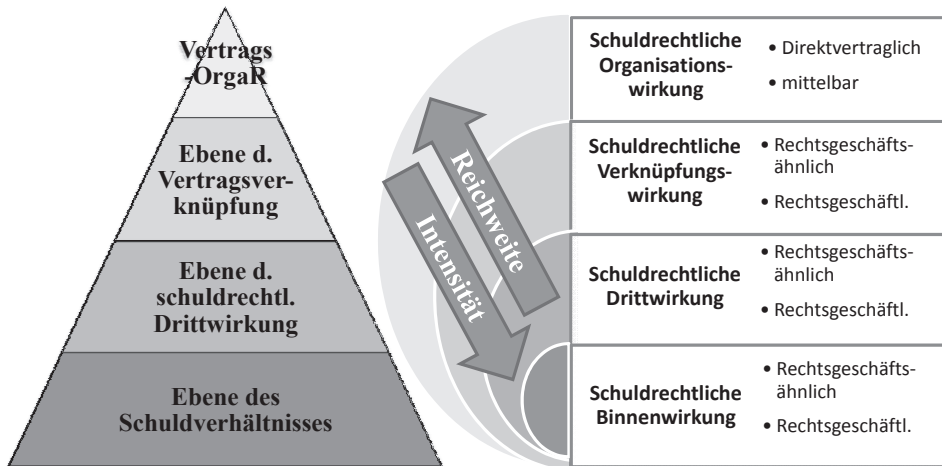 Vertrags
-OrgaR
Ebene d.
Vertragsver-
knüpfung
Ebene d.
schuldrechtl.
Drittwirkung
Ebene des
Schuldverhältnisses
Reichweite
Intensität
Schuldrechtliche
Organisations-
wirkung
• Direktvertraglich
• mittelbar
Schuldrechtliche
Verknüpfungs-
wirkung
• Rechtsgeschäfts-
ähnlich
• Rechtsgeschäftl.
Schuldrechtliche
Drittwirkung
• Rechtsgeschäfts-
ähnlich
• Rechtsgeschäftl.
Schuldrechtliche
Binnenwirkung
• Rechtsgeschäfts-
ähnlich
• Rechtsgeschäftl.